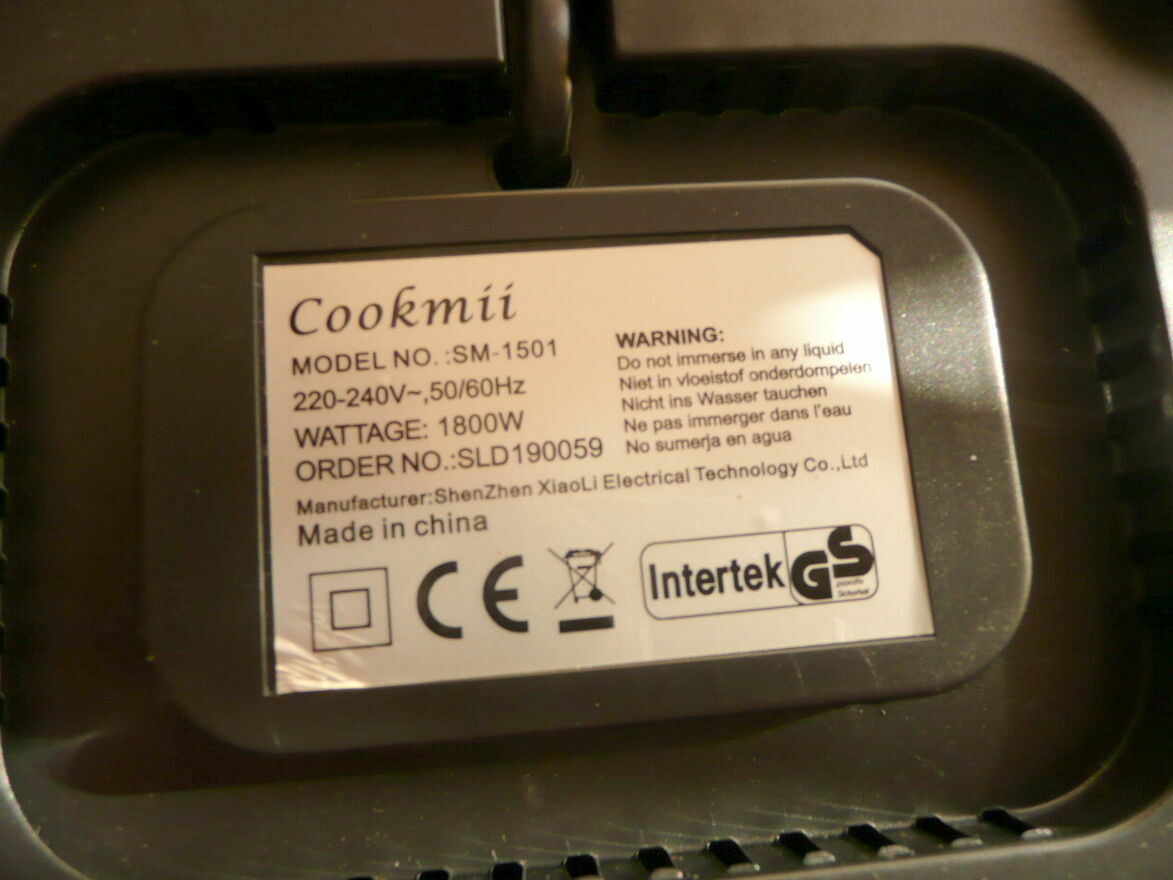 Cookmii
MODEL NO. :SM-1501
220-240V~,50/60Hz
WATTAGE: 1800W
ORDER NO.:SLD190059
WARNING:
Do not immerse in any liquid
Niet in vloeistof onderdompelen
Nicht ins Wasser tauchen
Ne pas immerger dans l'eau
No sumerja en agua
Manufacturer:ShenZhen XiaoLi Electrical Technology Co.,Ltd
Made in china
CE
Intertek
GS
geprüfte
Sicherheit